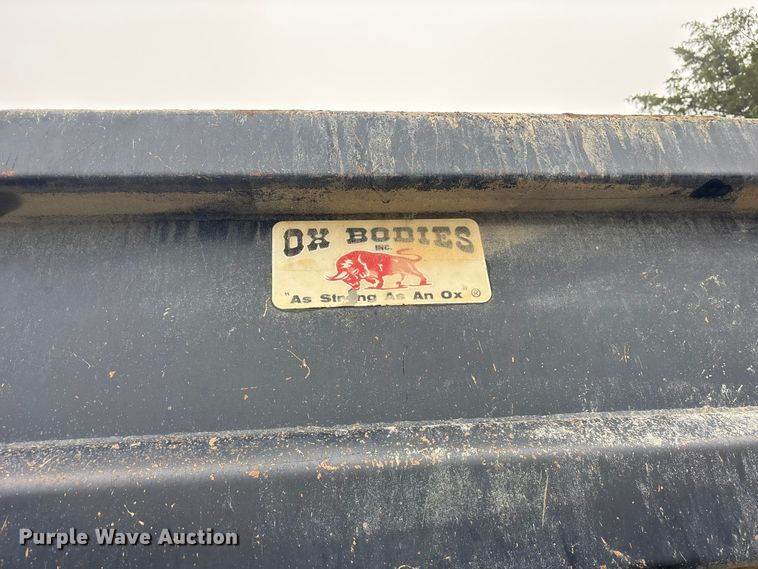 OX BODIES
INC.
"As Strong As An Ox" ®
Purple Wave Auction